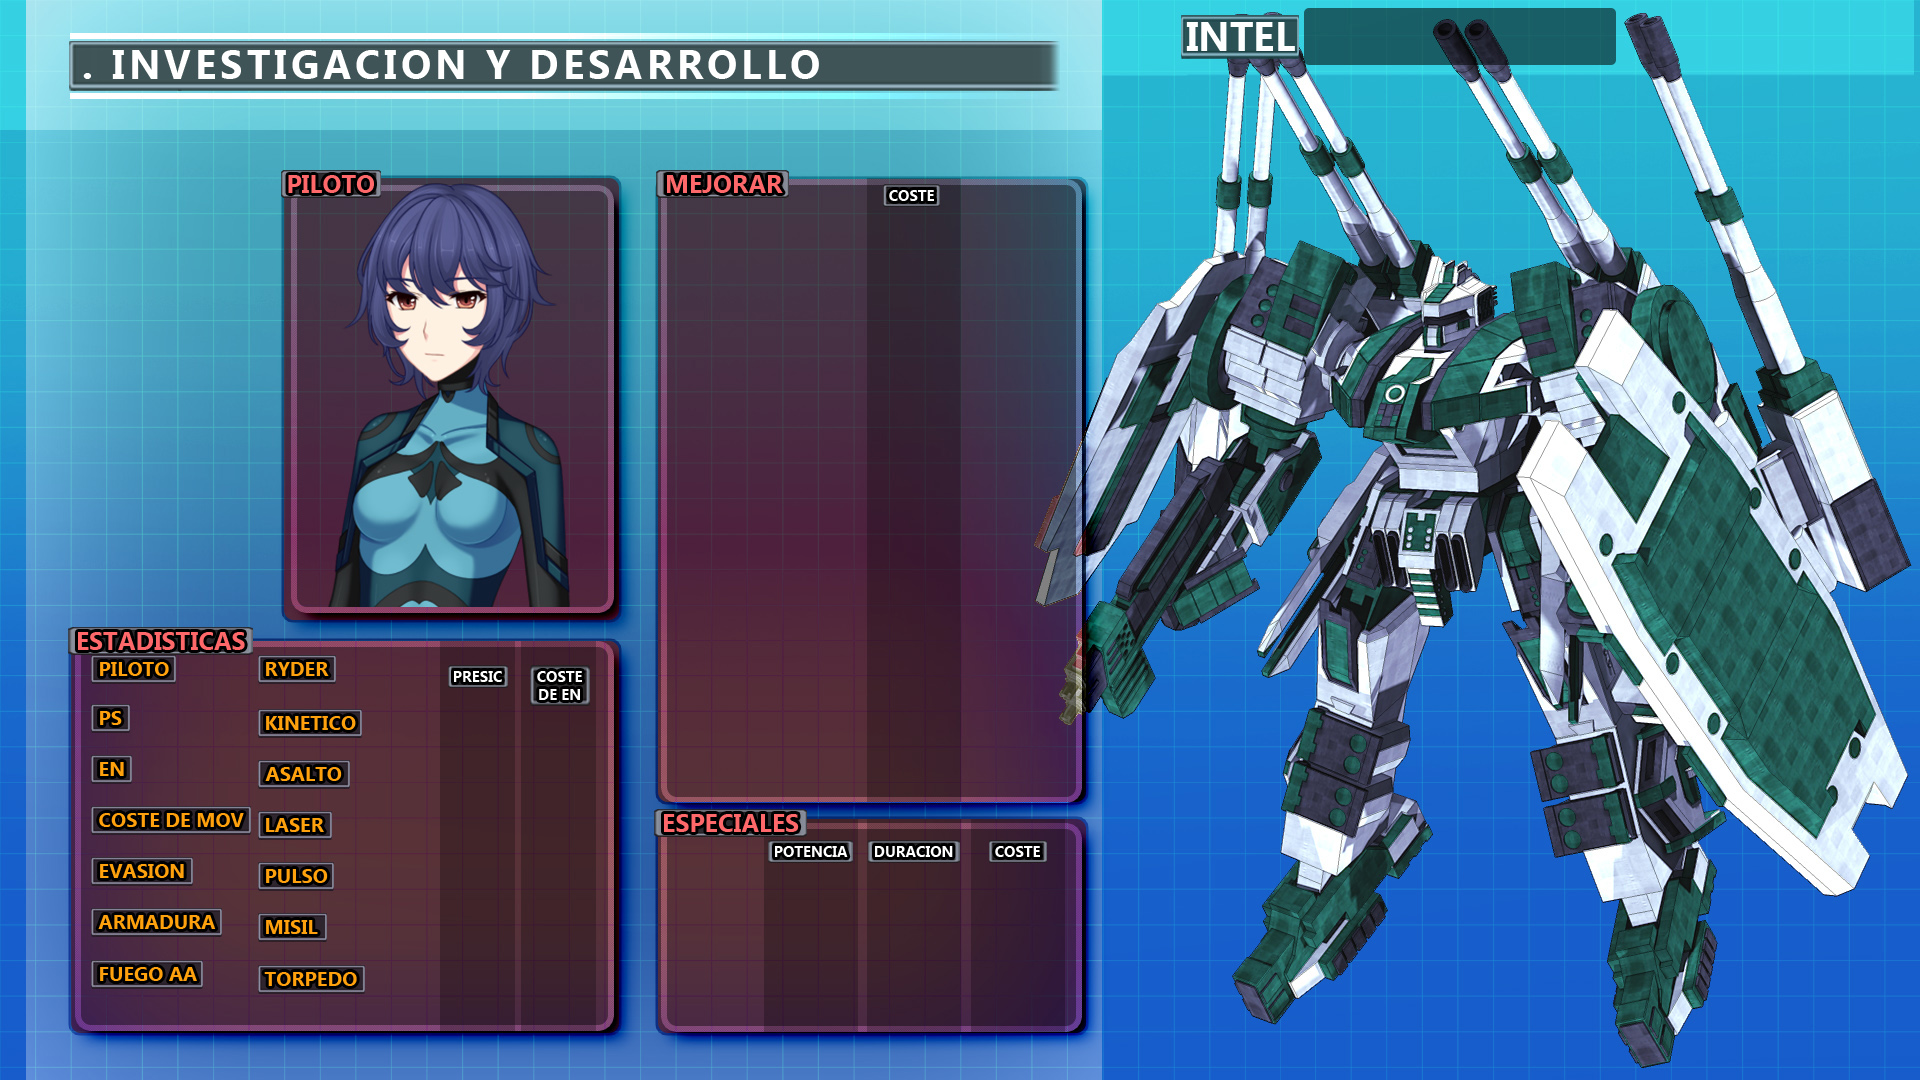 . INVESTIGACION Y DESARROLLO
INTEL
PILOTO
MEJORAR
COSTE
ESTADISTICAS
PILOTO
RYDER
PRESIC
COSTE
DE EN
PS
KINETICO
EN
ASALTO
COSTE DE MOV
LASER
EVASION
PULSO
ARMADURA
MISIL
FUEGO AA
TORPEDO
ESPECIALES
POTENCIA
DURACION
COSTE